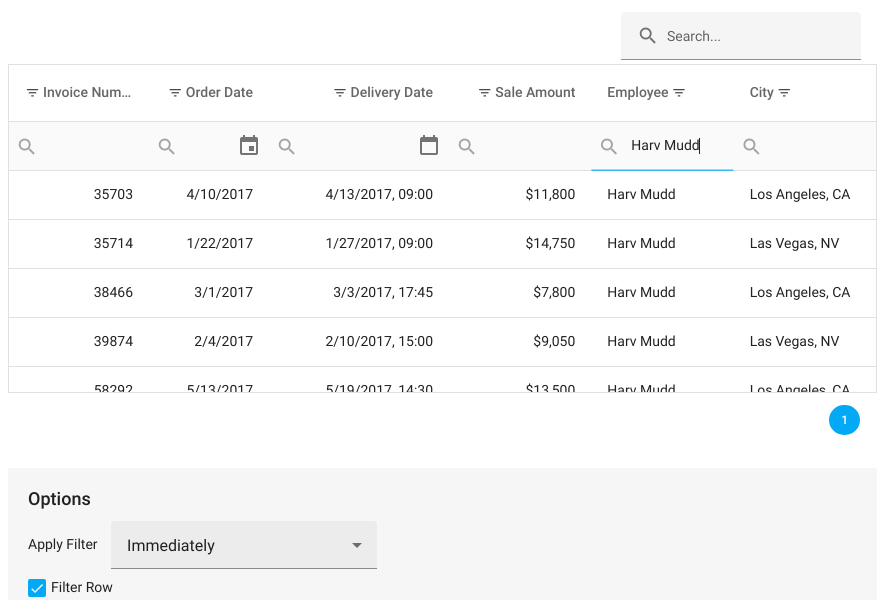 Search...
Invoice Num... Order Date Delivery Date Sale Amount Employee City
Harv Mudd
35703 4/10/2017 4/13/2017, 09:00 $11,800 Harv Mudd Los Angeles, CA
35714 1/22/2017 1/27/2017, 09:00 $14,750 Harv Mudd Las Vegas, NV
38466 3/1/2017 3/3/2017, 17:45 $7,800 Harv Mudd Los Angeles, CA
39874 2/4/2017 2/10/2017, 15:00 $9,050 Harv Mudd Las Vegas, NV
58292 5/13/2017 5/19/2017, 14:30 $13,500 Harv Mudd Los Angeles, CA
1
Options
Apply Filter Immediately
Filter Row